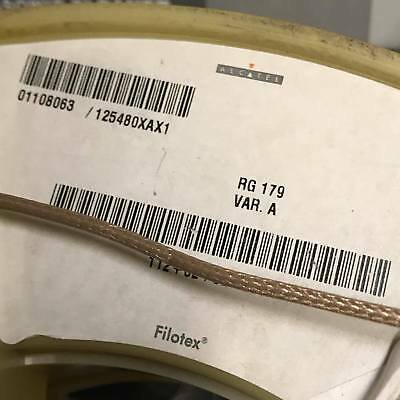 ALCATEL
01108063 / 125480XAX1
RG 179
VAR. A
Filotex®